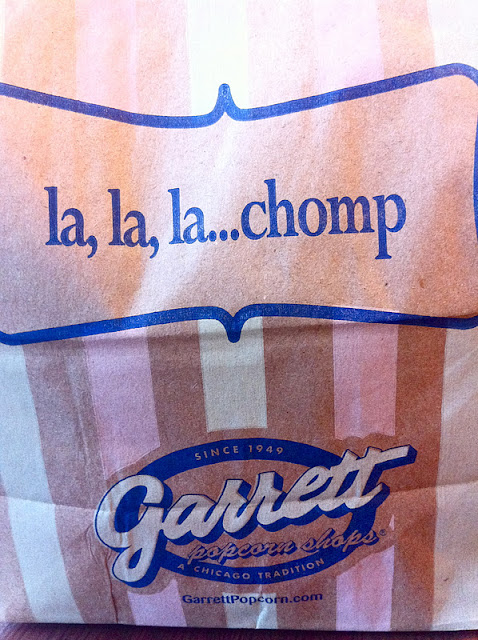 la, la, la...chomp
SINCE 1949
Garrett
popcorn shops®
A CHICAGO TRADITION
GarrettPopcorn.com